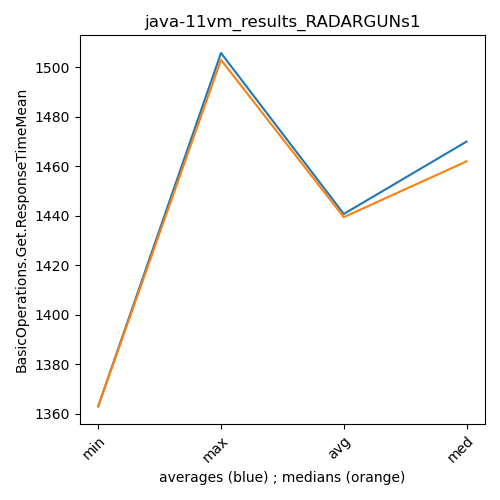 java-11vm_results_RADARGUNs1
BasicOperations.Get.ResponseTimeMean
1500
1480
1460
1440
1420
1400
1380
1360
min
max
avg
med
averages (blue) ; medians (orange)